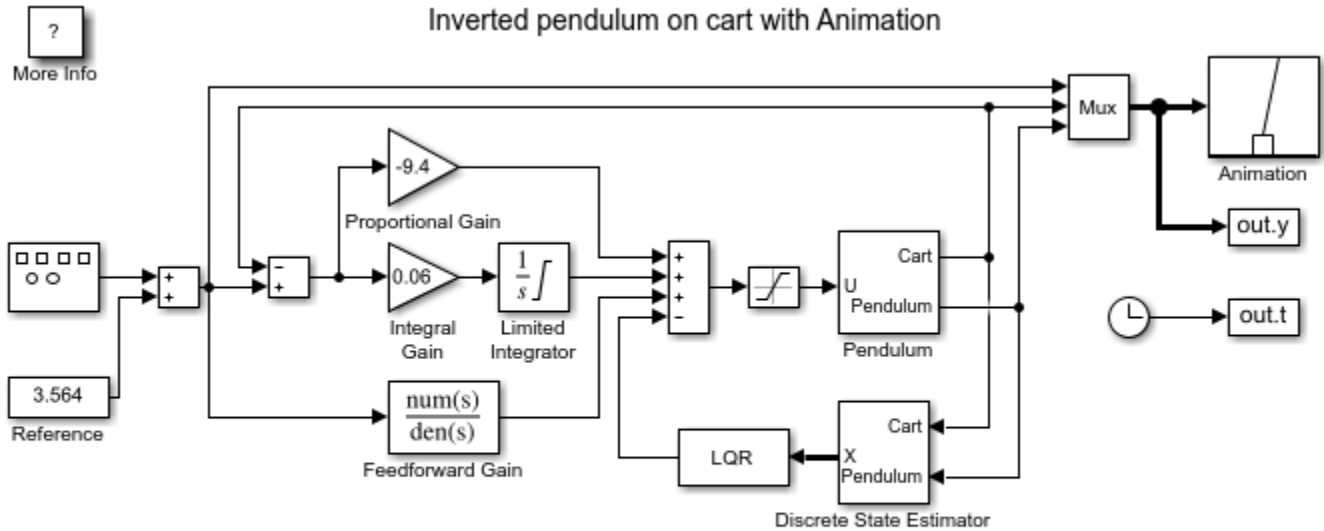 Inverted pendulum on cart with Animation
?
More Info
Mux
Animation
-9.4
Proportional Gain
out.y
−
+
+
+
0.06
1
s
Integral
Gain
Limited
Integrator
+
+
+
−
Cart
U
Pendulum
Pendulum
out.t
3.564
Reference
num(s)
den(s)
Feedforward Gain
LQR
Cart
X
Pendulum
Discrete State Estimator